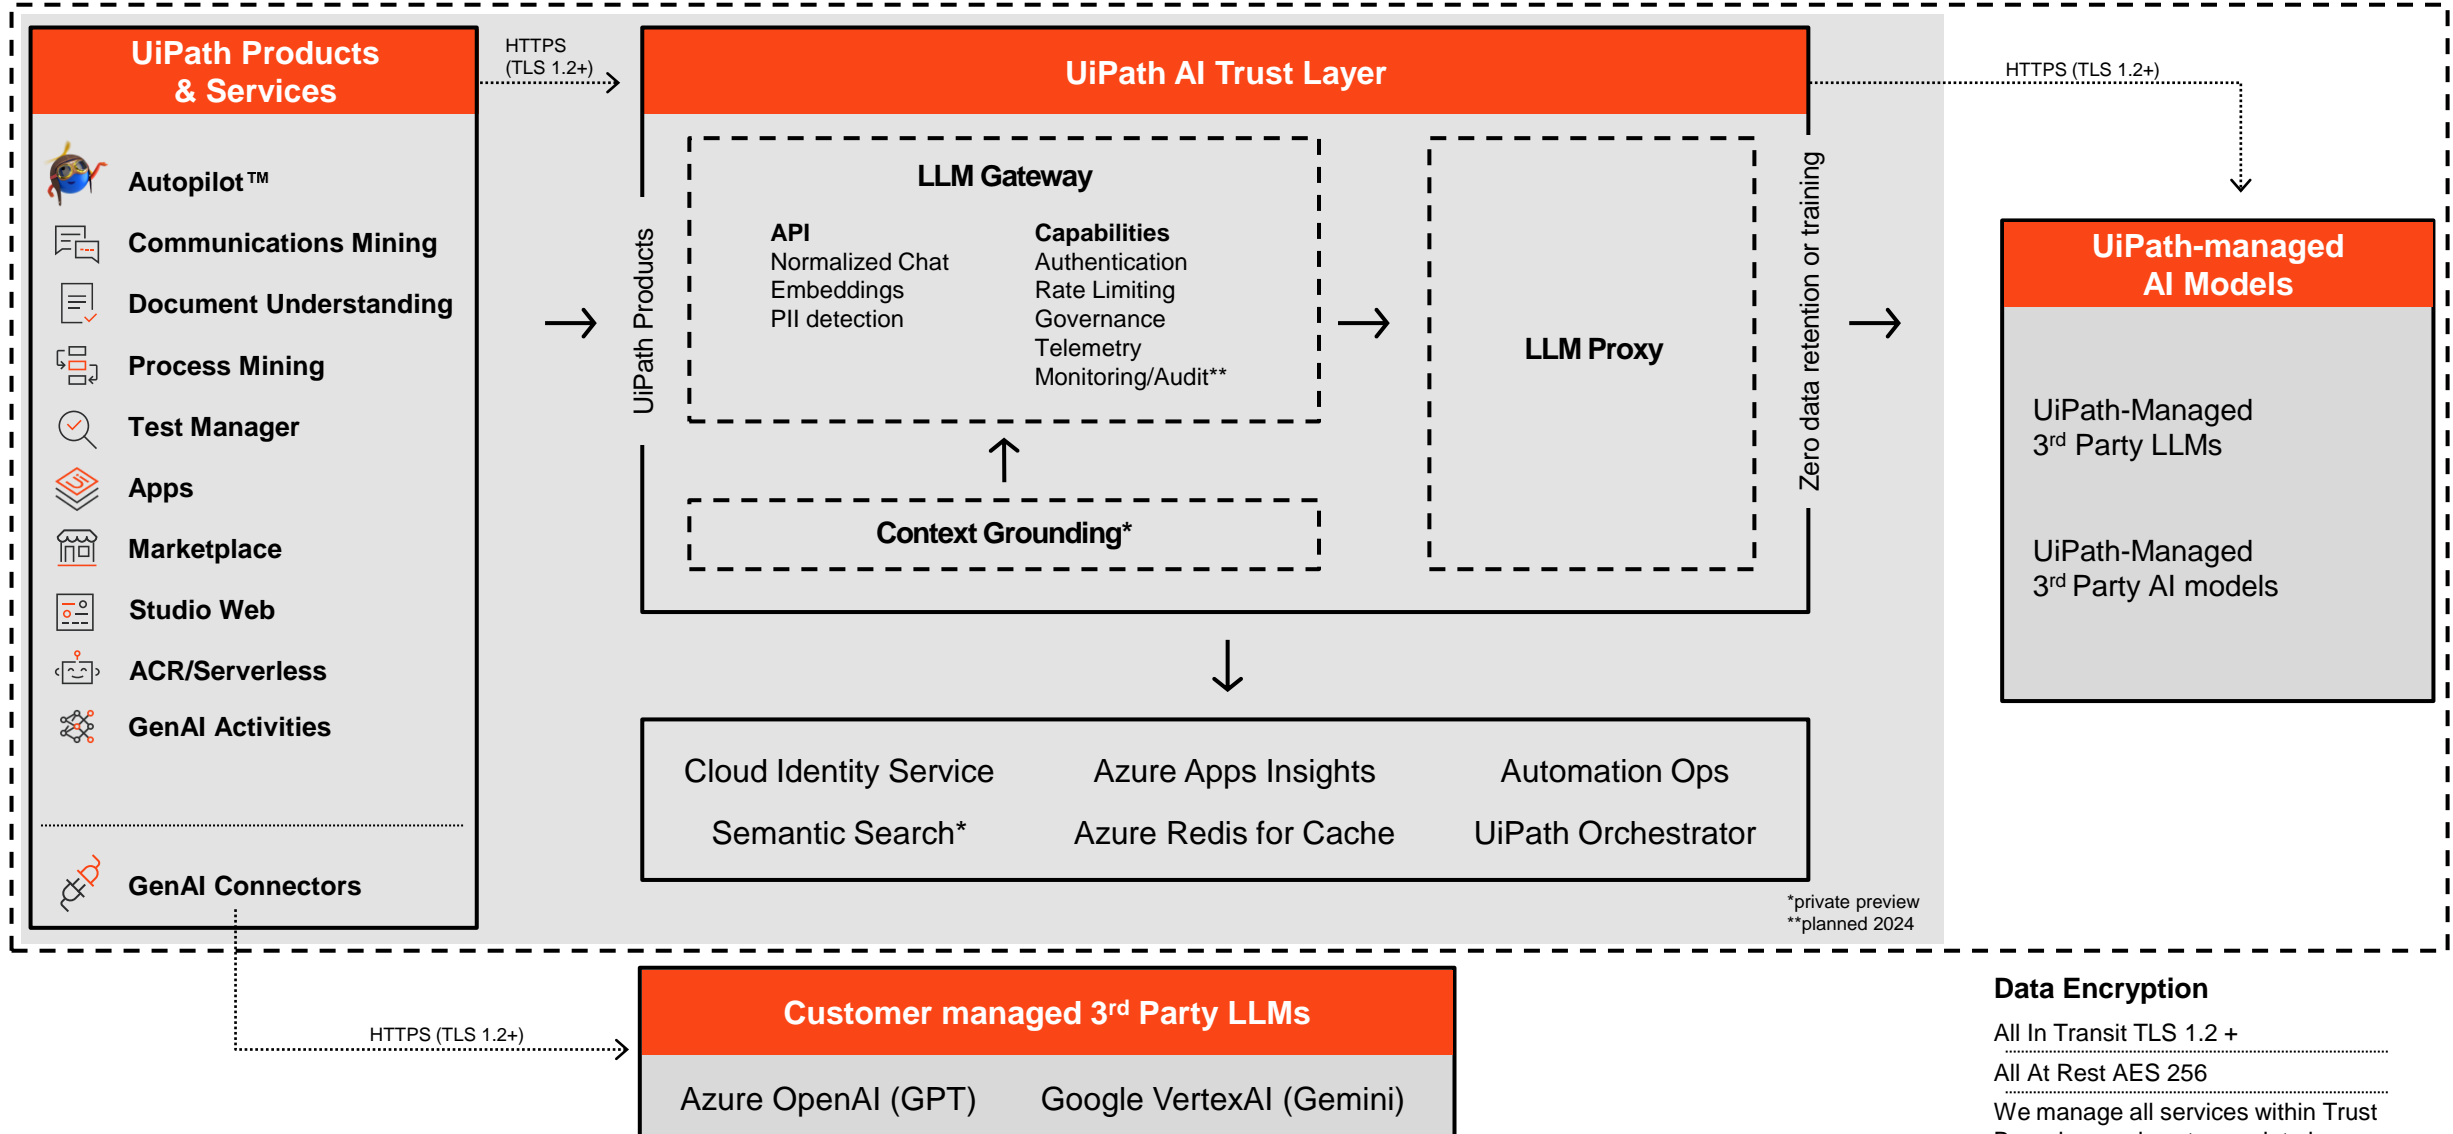 UiPath Products
& Services
Autopilot™
Communications Mining
Document Understanding
Process Mining
Test Manager
Apps
Marketplace
Studio Web
ACR/Serverless
GenAI Activities
GenAI Connectors
HTTPS
(TLS 1.2+)
UiPath AI Trust Layer
UiPath Products
LLM Gateway
API
Normalized Chat
Embeddings
PII detection
Capabilities
Authentication
Rate Limiting
Governance
Telemetry
Monitoring/Audit**
Context Grounding*
LLM Proxy
Zero data retention or training
HTTPS (TLS 1.2+)
UiPath-managed
AI Models
UiPath-Managed
3rd Party LLMs
UiPath-Managed
3rd Party AI models
Cloud Identity Service
Azure Apps Insights
Automation Ops
Semantic Search*
Azure Redis for Cache
UiPath Orchestrator
*private preview
**planned 2024
HTTPS (TLS 1.2+)
Customer managed 3rd Party LLMs
Azure OpenAI (GPT)
Google VertexAI (Gemini)
Data Encryption
All In Transit TLS 1.2 +
All At Rest AES 256
We manage all services within Trust